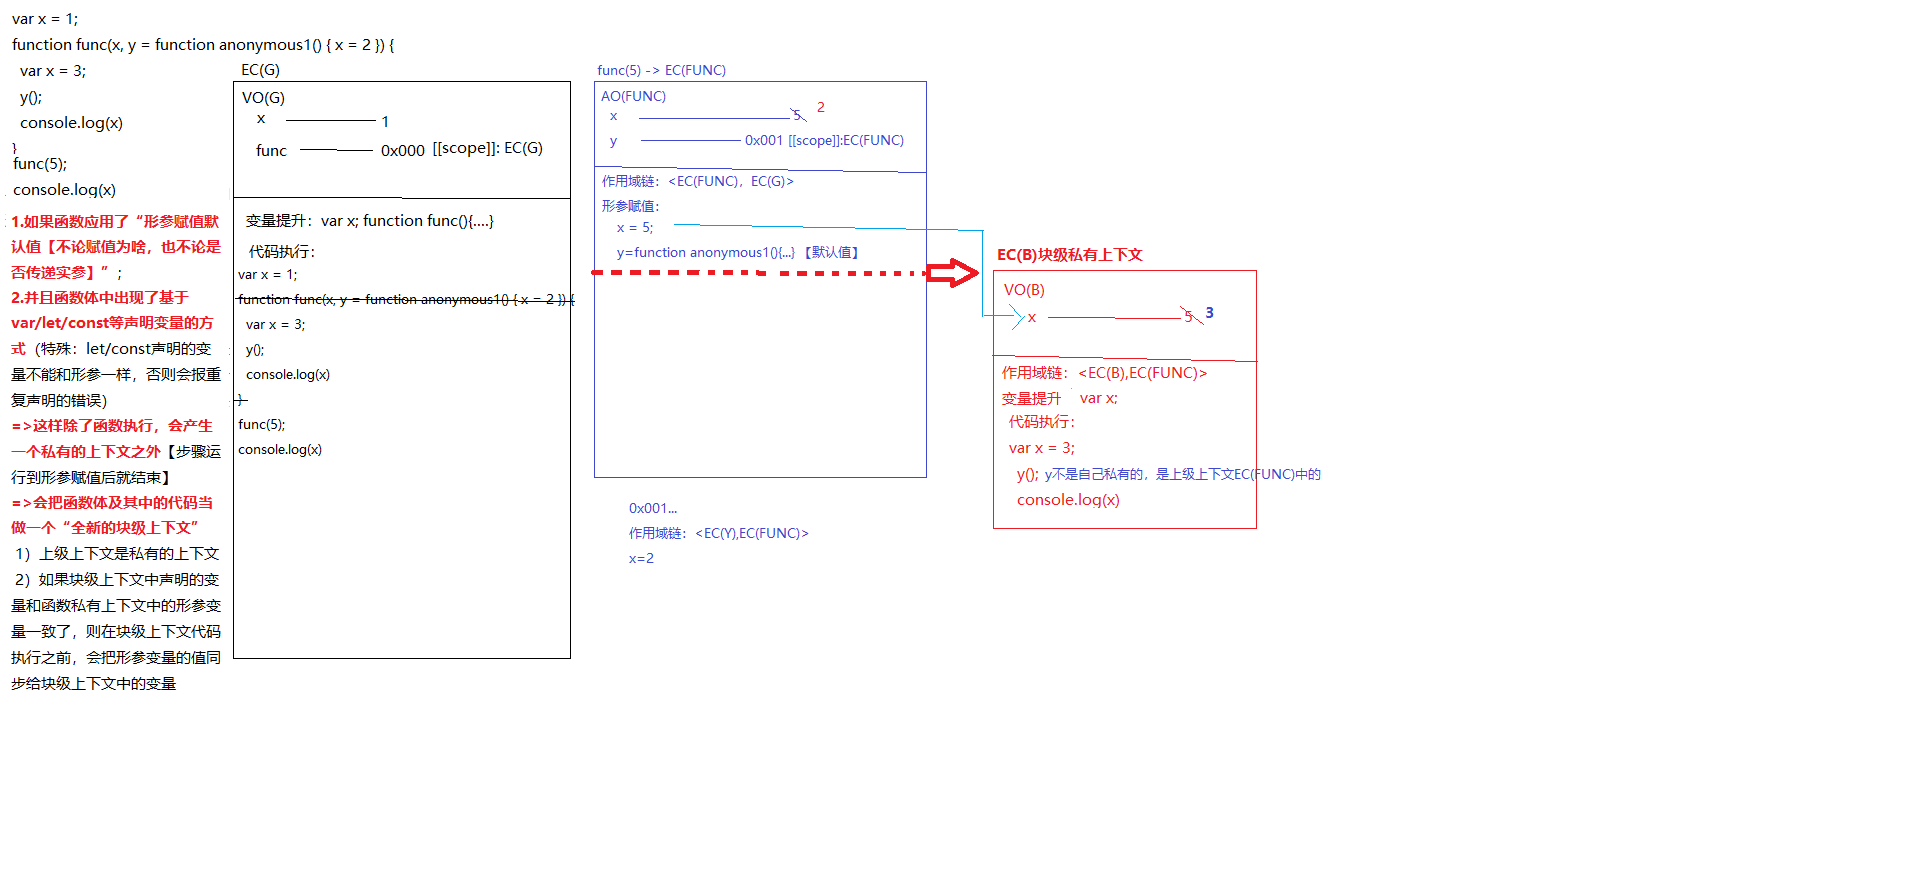 var x = 1;
function func(x, y = function anonymous1() { x = 2 }) {
var x = 3;
y();
console.log(x)
}
func(5);
console.log(x)
1.如果函数应用了“形参赋值默
认值【不论赋值为啥，也不论是
否传递实参】”；
2.并且函数体中出现了基于
var/let/const等声明变量的方
式（特殊：let/const声明的变
量不能和形参一样，否则会报重
复声明的错误）
=>这样除了函数执行，会产生
一个私有的上下文之外【步骤运
行到形参赋值后就结束】
=>会把函数体及其中的代码当
做一个“全新的块级上下文”
1）上级上下文是私有的上下文
2）如果块级上下文中声明的变
量和函数私有上下文中的形参变
量一致了，则在块级上下文代码
执行之前，会把形参变量的值同
步给块级上下文中的变量
EC(G)
VO(G)
x 1
func 0x000 [[scope]]: EC(G)
变量提升：var x; function func(){....}
代码执行：
var x = 1;
function func(x, y = function anonymous1() { x = 2 }) {
var x = 3;
y();
console.log(x)
}
func(5);
console.log(x)
func(5) -> EC(FUNC)
AO(FUNC)
x 5 2
y 0x001 [[scope]]:EC(FUNC)
作用域链：<EC(FUNC)，EC(G)>
形参赋值：
x = 5;
y=function anonymous1(){...} 【默认值】
0x001...
作用域链：<EC(Y),EC(FUNC)>
x=2
EC(B)块级私有上下文
VO(B)
x 5 3
作用域链：<EC(B),EC(FUNC)>
变量提升 var x;
代码执行：
var x = 3;
y(); y不是自己私有的，是上级上下文EC(FUNC)中的
console.log(x)